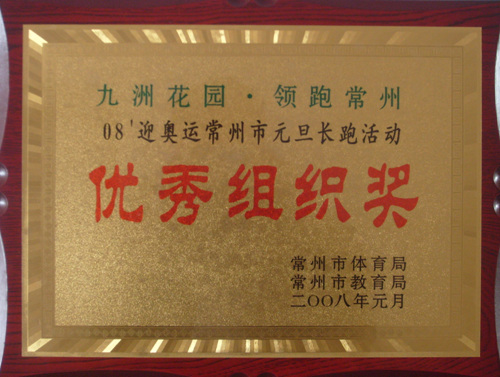 九洲花园·领跑常州
08'迎奥运常州市元旦长跑活动
优秀组织奖
常州市体育局
常州市教育局
二〇〇八年元月